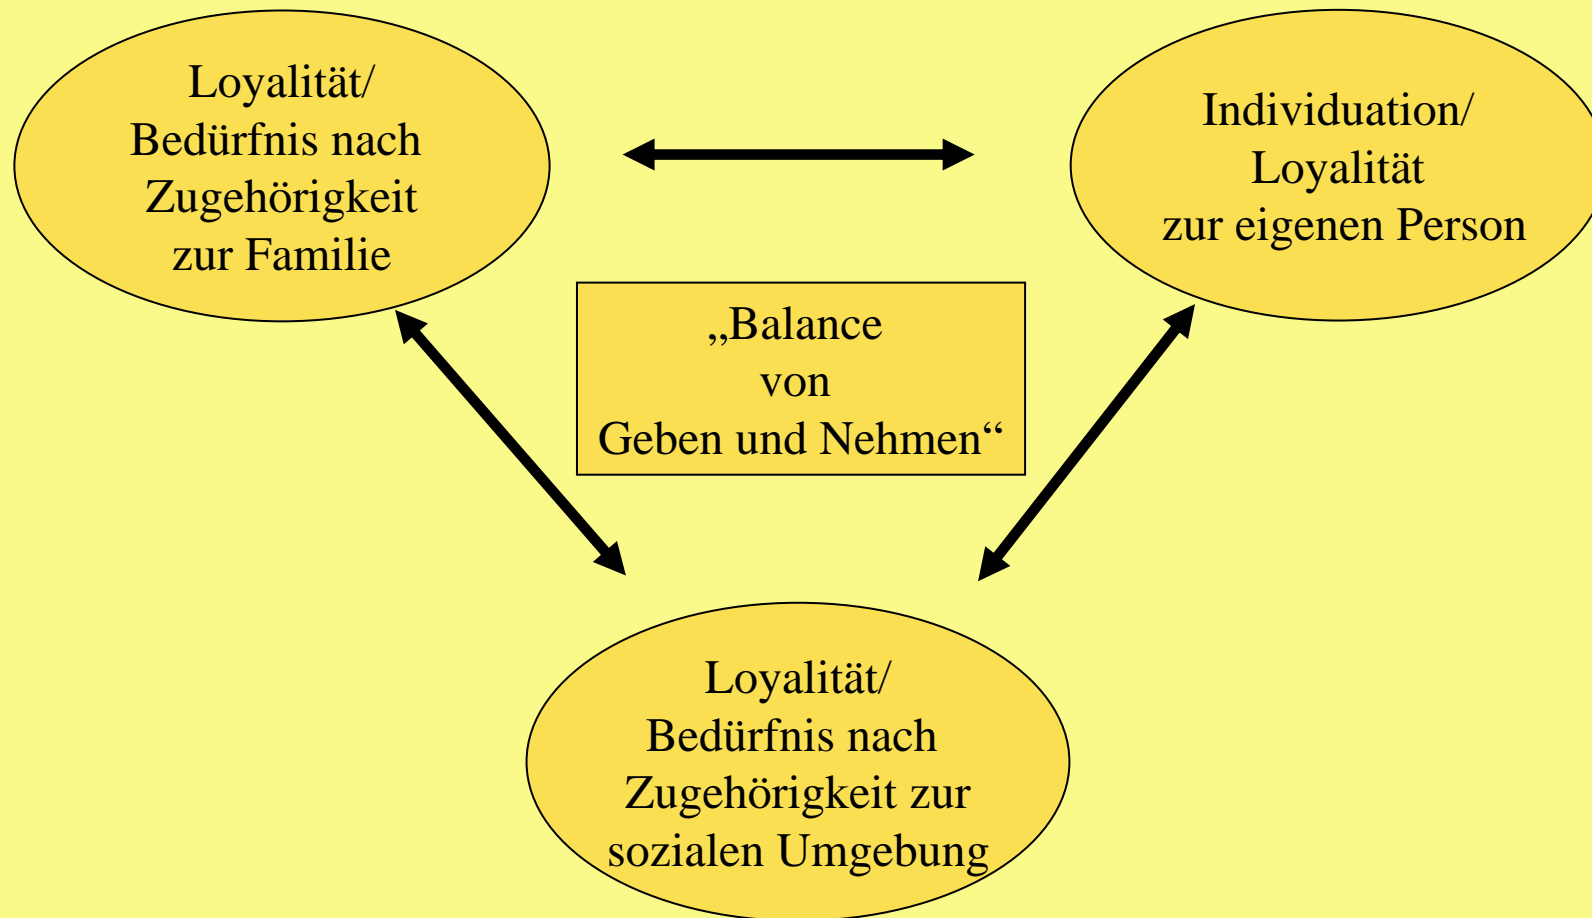 Loyalität/
Bedürfnis nach
Zugehörigkeit
zur Familie
Individuation/
Loyalität
zur eigenen Person
„Balance
von
Geben und Nehmen“
Loyalität/
Bedürfnis nach
Zugehörigkeit zur
sozialen Umgebung